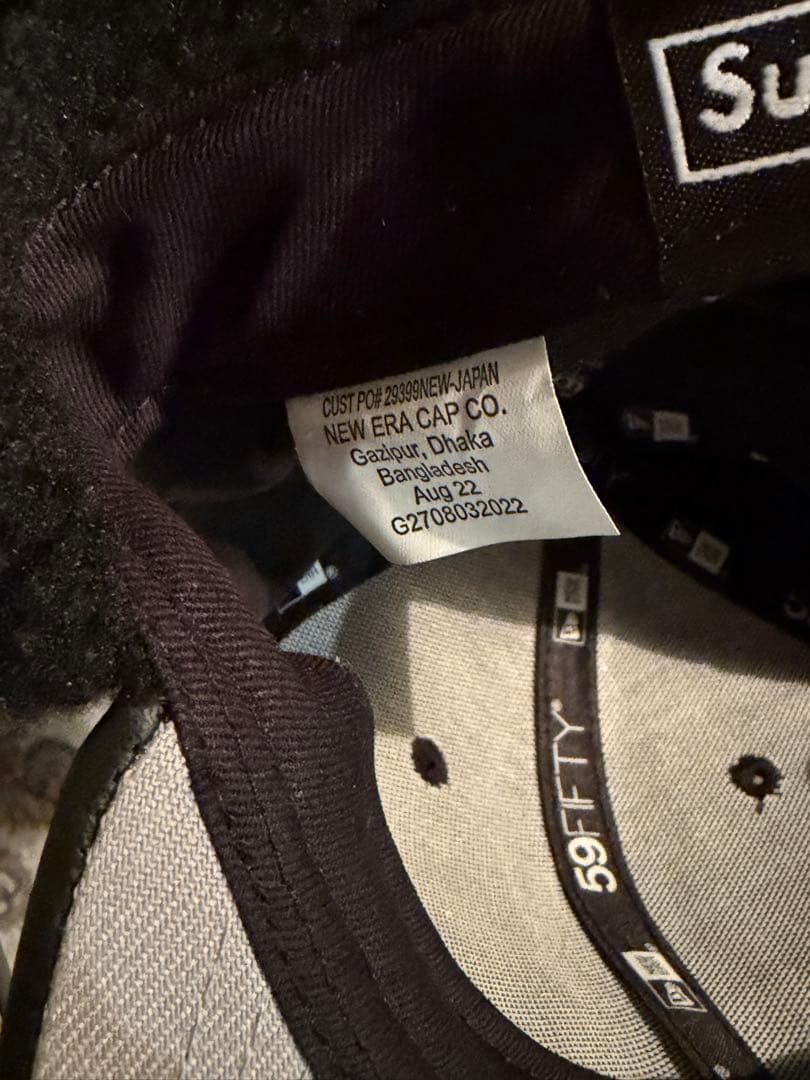 Su
CUST PO# 29399NEW-JAPAN
NEW ERA CAP CO.
Gazipur, Dhaka
Bangladesh
Aug 22
G2708032022
59FIFTY®